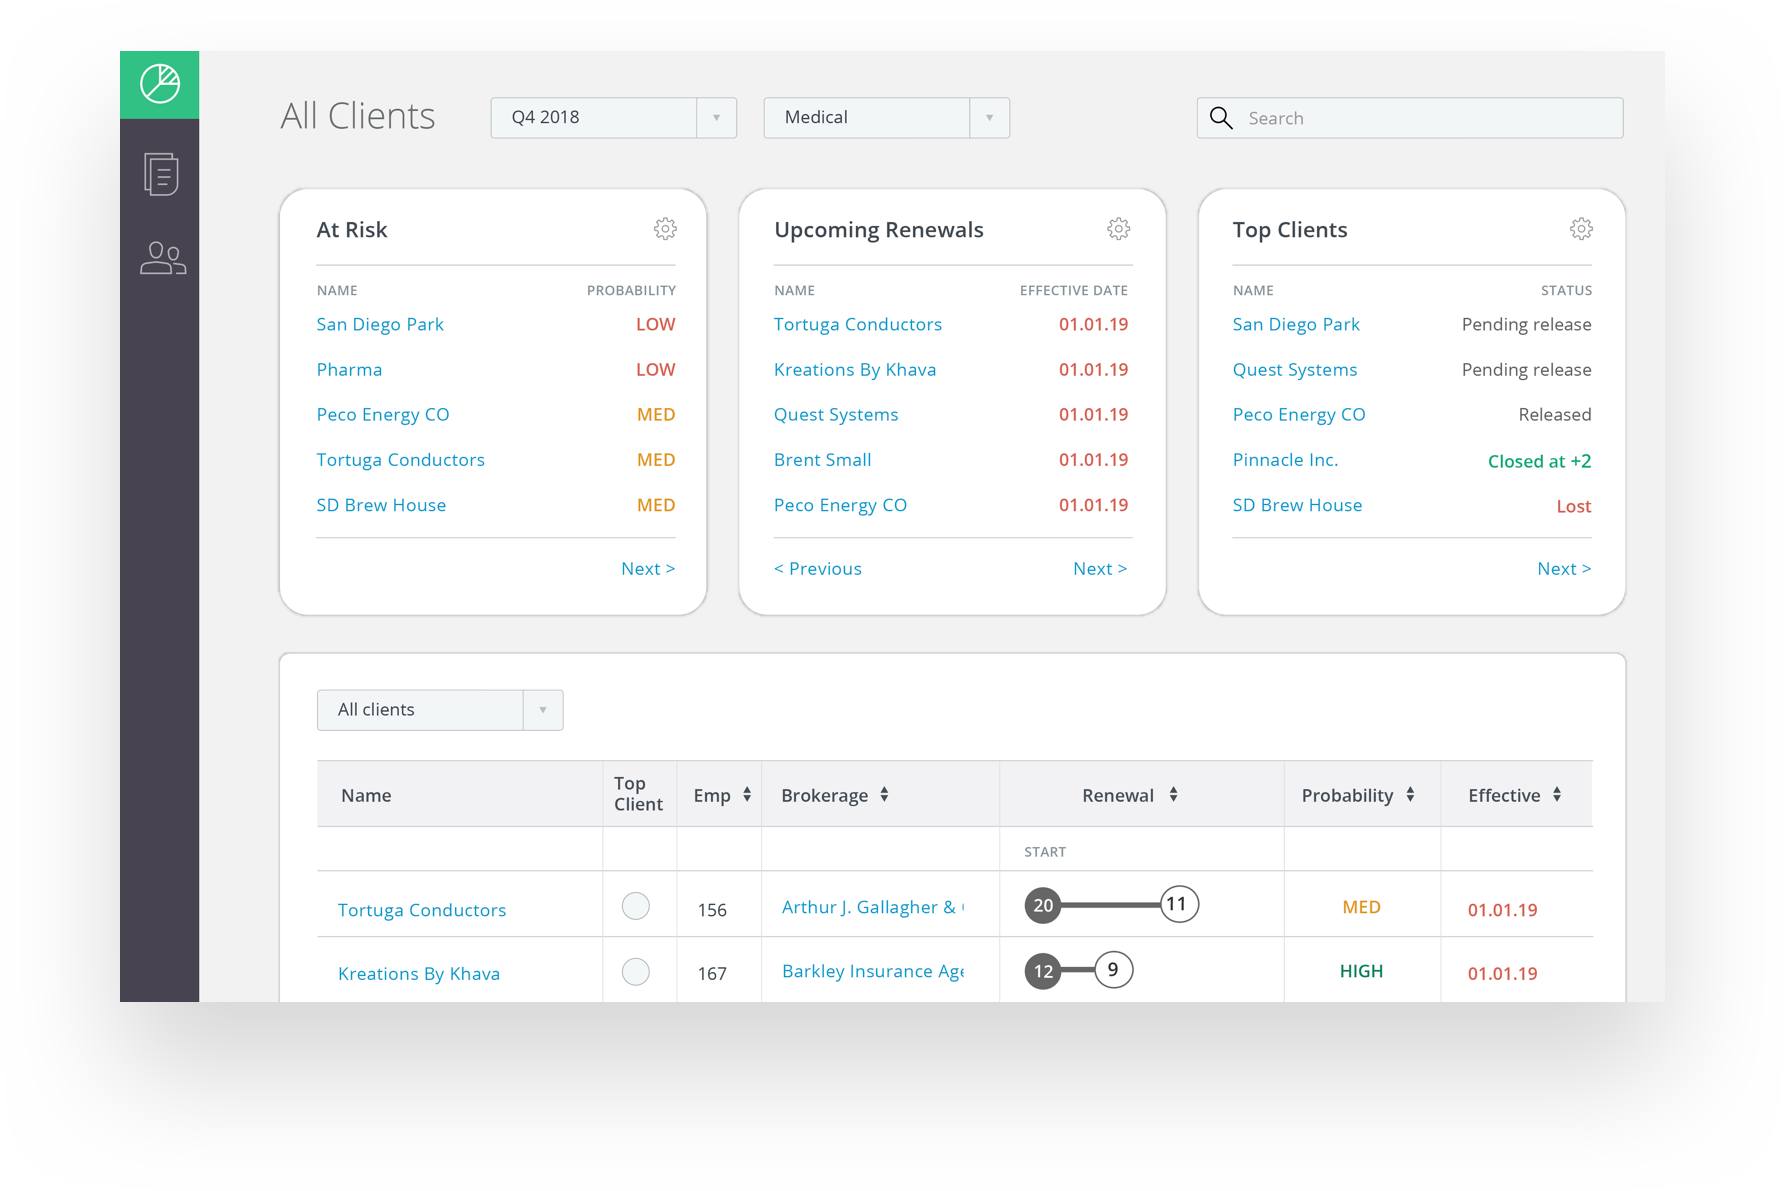 All Clients
Q4 2018
Medical
Search
At Risk
NAME PROBABILITY
San Diego Park LOW
Pharma LOW
Peco Energy CO MED
Tortuga Conductors MED
SD Brew House MED
Next >
Upcoming Renewals
NAME EFFECTIVE DATE
Tortuga Conductors 01.01.19
Kreations By Khava 01.01.19
Quest Systems 01.01.19
Brent Small 01.01.19
Peco Energy CO 01.01.19
< Previous Next >
Top Clients
NAME STATUS
San Diego Park Pending release
Quest Systems Pending release
Peco Energy CO Released
Pinnacle Inc. Closed at +2
SD Brew House Lost
Next >
All clients
Name Top Client Emp Brokerage Renewal Probability Effective
START
Tortuga Conductors 156 Arthur J. Gallagher & 20 11 MED 01.01.19
Kreations By Khava 167 Barkley Insurance Age 12 9 HIGH 01.01.19